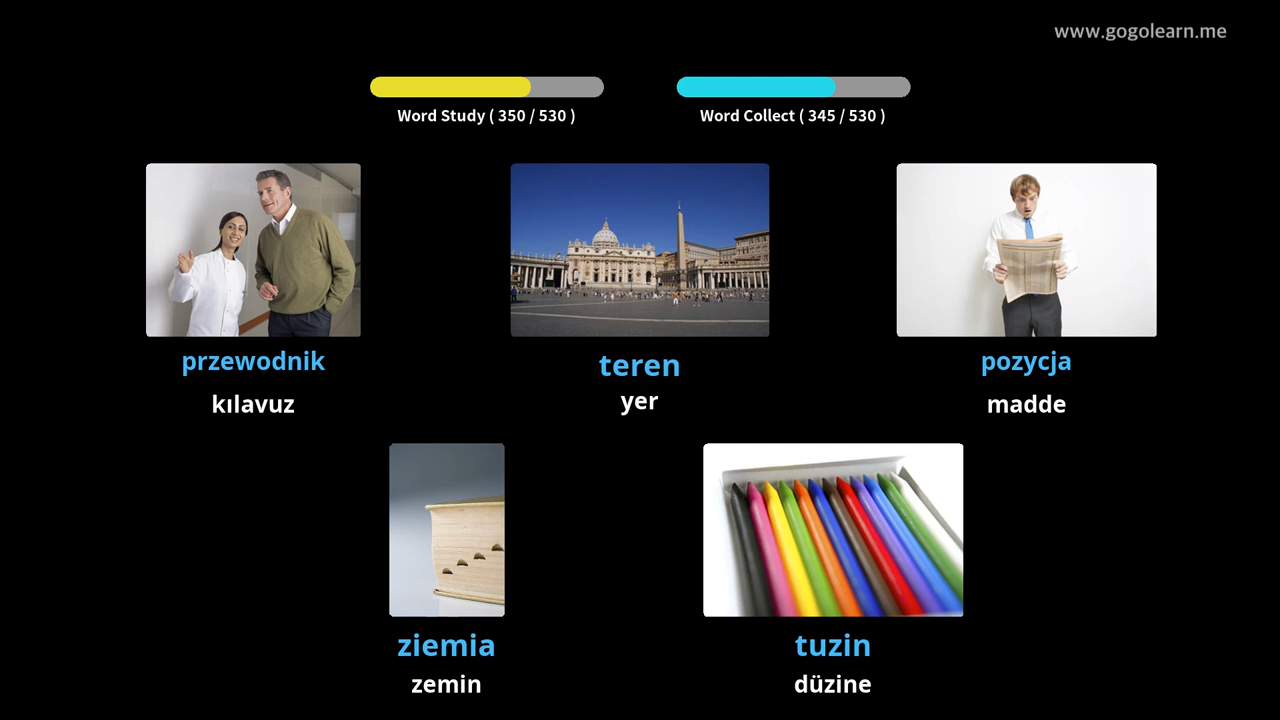 www.gogolearn.me
Word Study ( 350 / 530 )
Word Collect ( 345 / 530 )
przewodnik
kılavuz
teren
yer
pozycja
madde
ziemia
zemin
tuzin
düzine